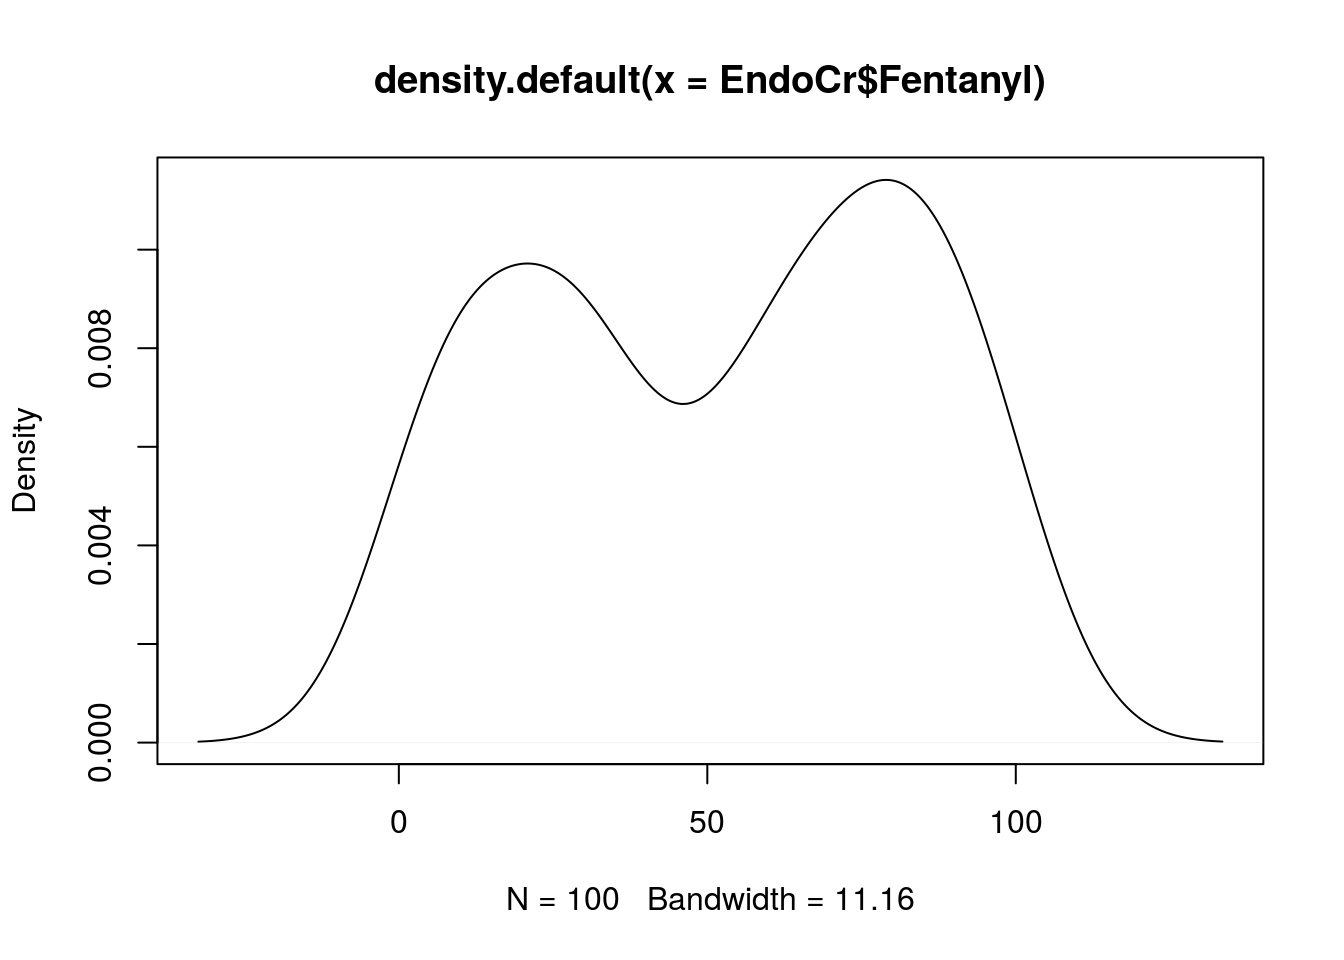 density.default(x = EndoCr$Fentanyl)
Density
0.008
0.004
0.000
0 50 100
N = 100 Bandwidth = 11.16